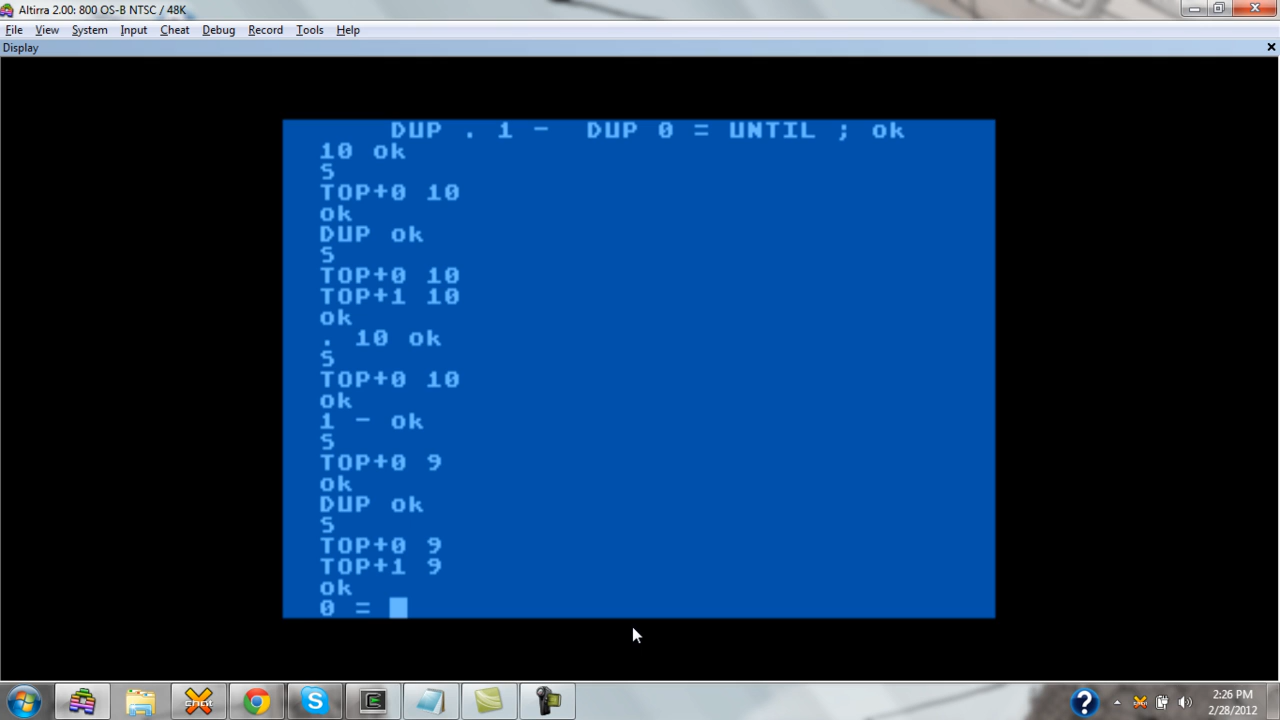 Altirra 2.00: 800 OS-B NTSC / 48K
File View System Input Cheat Debug Record Tools Help
Display
DUP . 1 - DUP 0 = UNTIL ; ok
10 ok
S
TOP+0 10
ok
DUP ok
S
TOP+0 10
TOP+1 10
ok
. 10 ok
S
TOP+0 10
ok
1 - ok
S
TOP+0 9
ok
DUP ok
S
TOP+0 9
TOP+1 9
ok
0 =
2:26 PM
2/28/2012